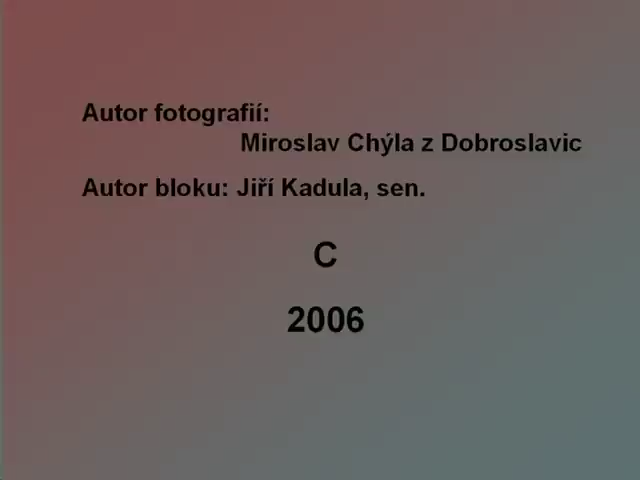 Autor fotografií:
Miroslav Chýla z Dobroslavic
Autor bloku: Jiří Kadula, sen.
C
2006